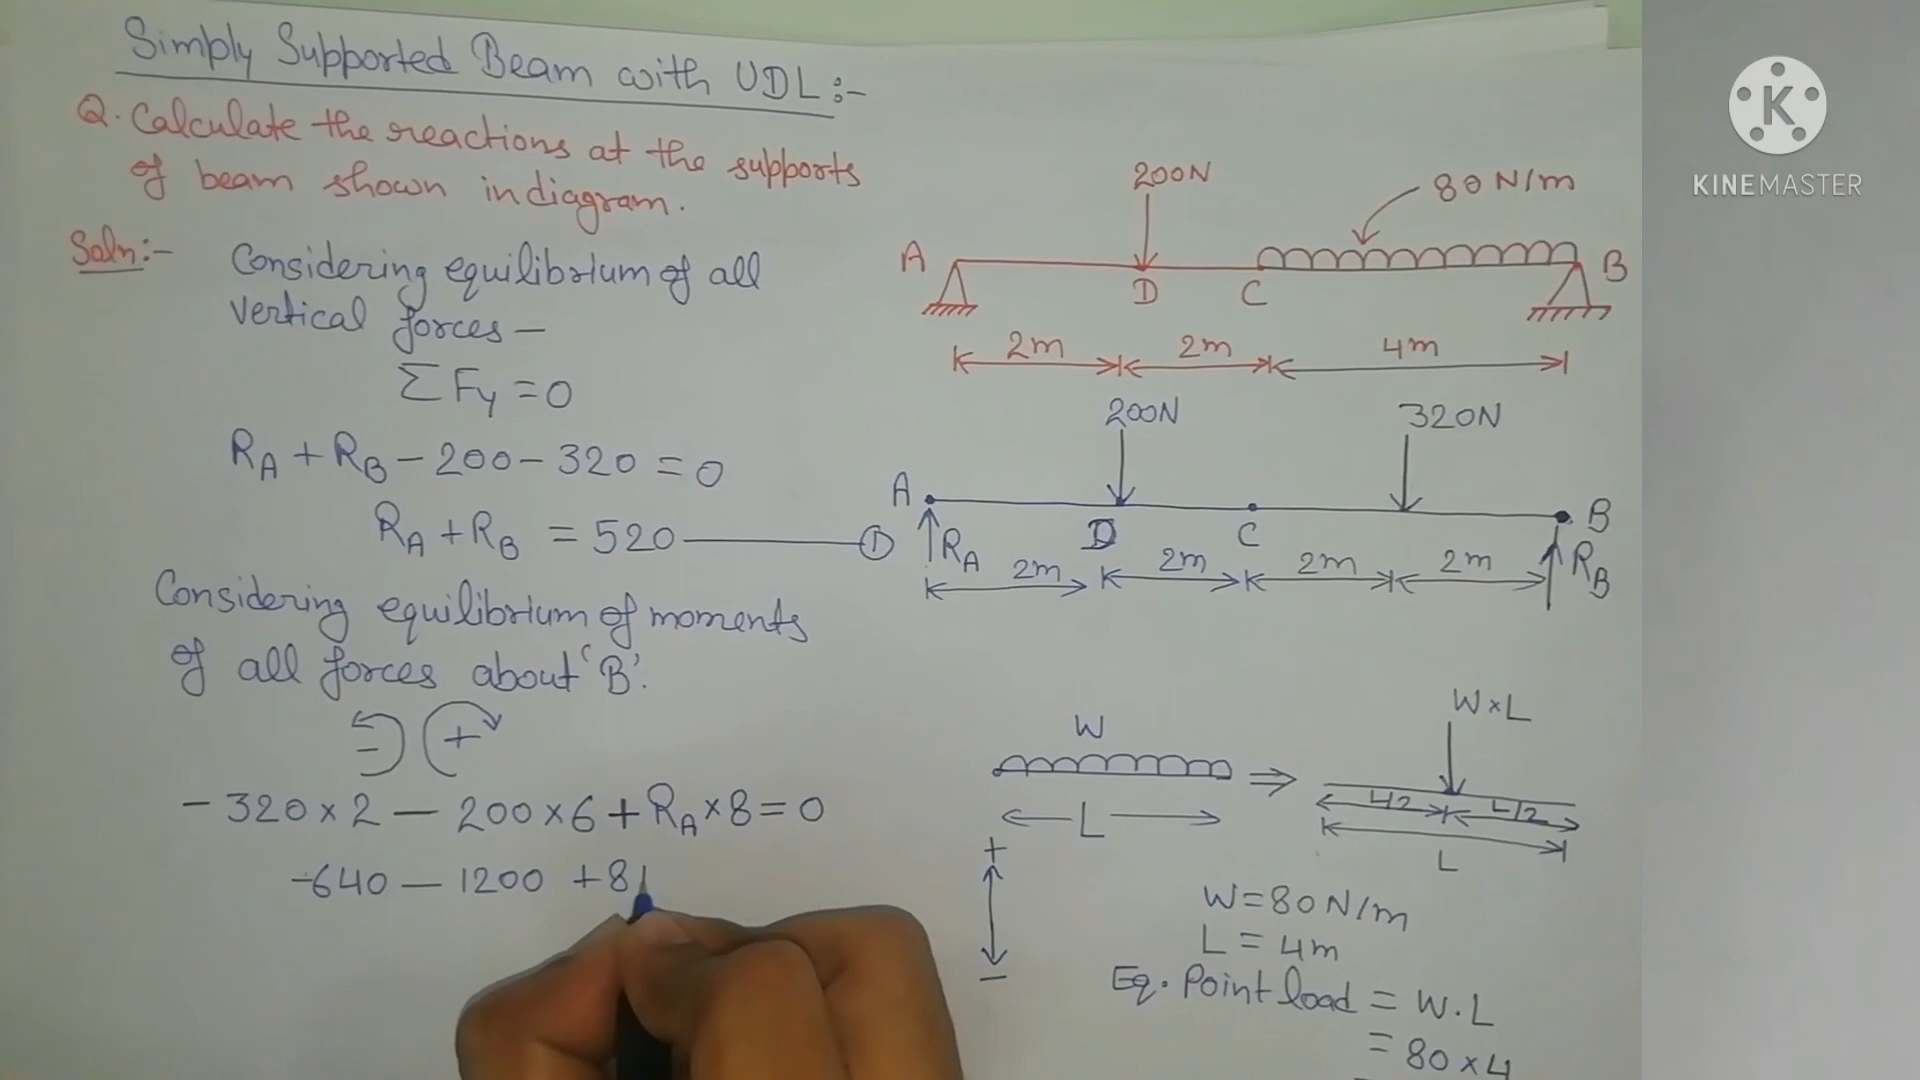 Simply Supported Beam with UDL:-
Q. Calculate the reactions at the supports
of beam shown in diagram.
Soln:- Considering equilibrium of all
vertical forces –
ΣFy = 0
RA + RB – 200 – 320 = 0
RA + RB = 520 ——— ①
Considering equilibrium of moments
of all forces about 'B'.
– +
- 320 × 2 – 200 × 6 + RA × 8 = 0
-640 – 1200 + 8
200N
80 N/m
A B
D C
2m 2m 4m
200N 320N
A B
D C
RA RB
2m 2m 2m 2m
W ⇒ W×L
L/2 L/2
L L
+
–
W = 80 N/m
L = 4m
Eq. Point load = W.L
= 80 × 4
K
KINEMASTER